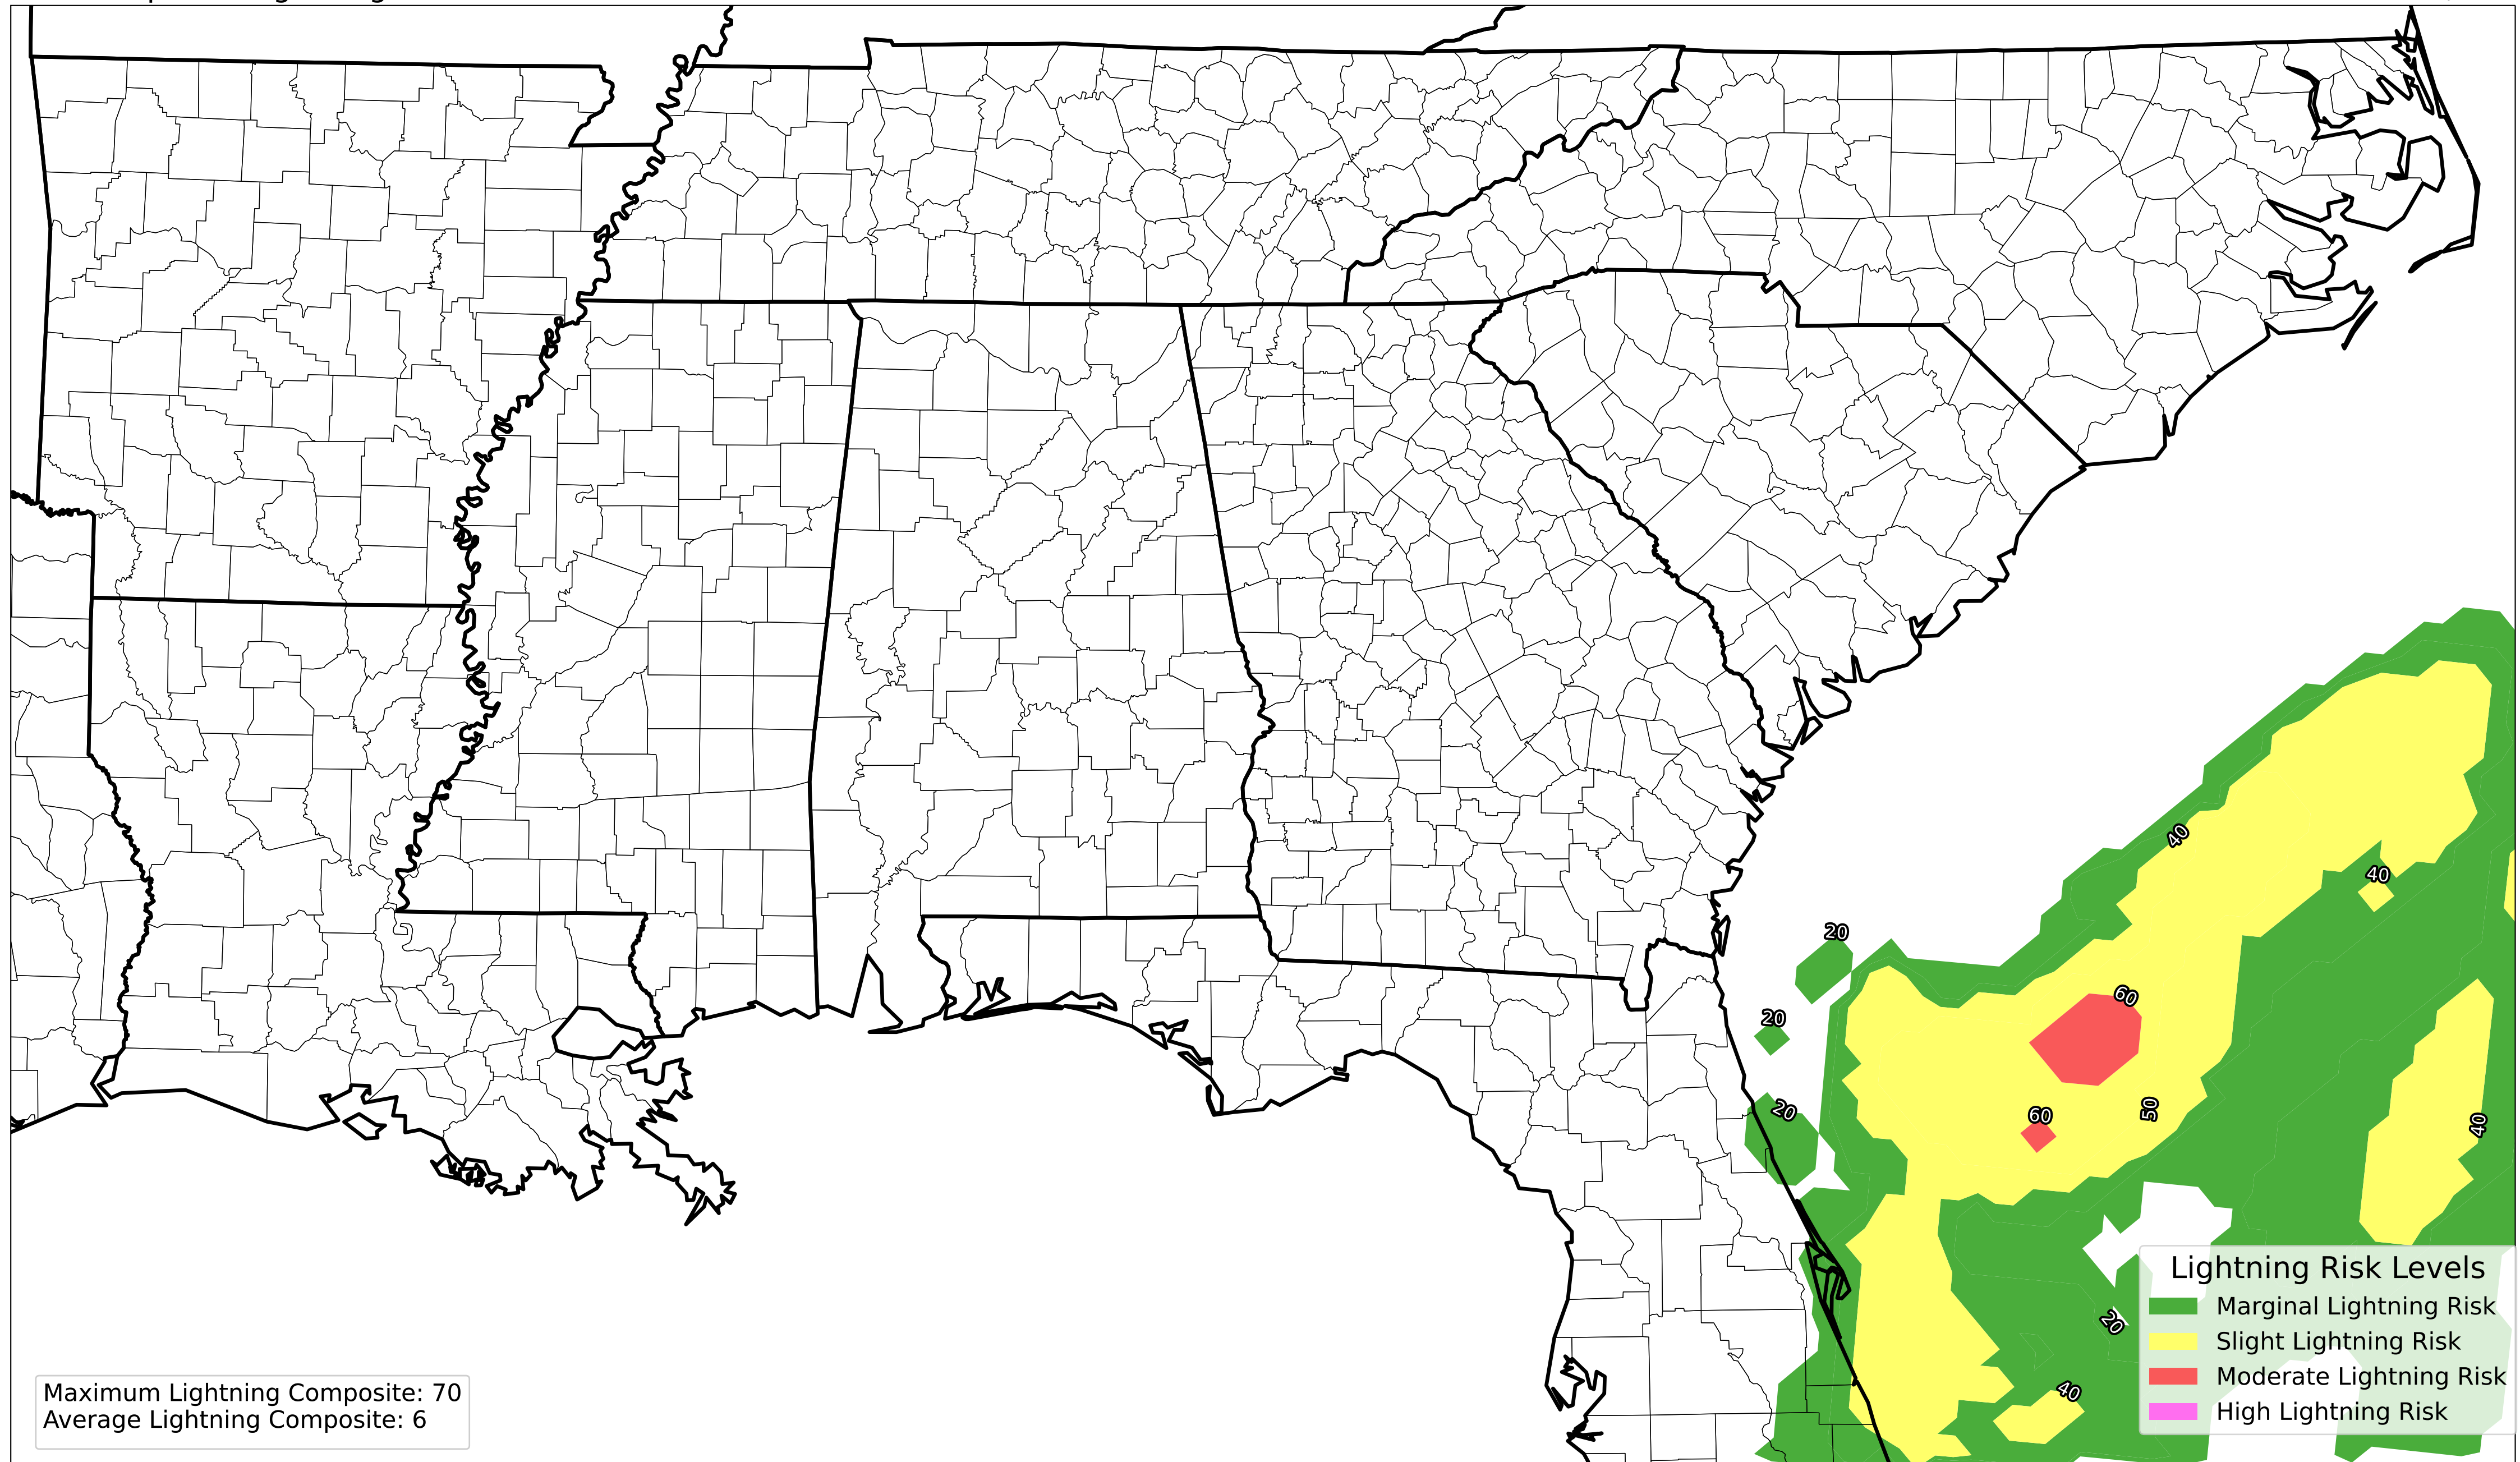 40
40
20
60
20
60
50
20
40
20
40
Lightning Risk Levels
Marginal Lightning Risk
Slight Lightning Risk
Moderate Lightning Risk
High Lightning Risk
Maximum Lightning Composite: 70
Average Lightning Composite: 6